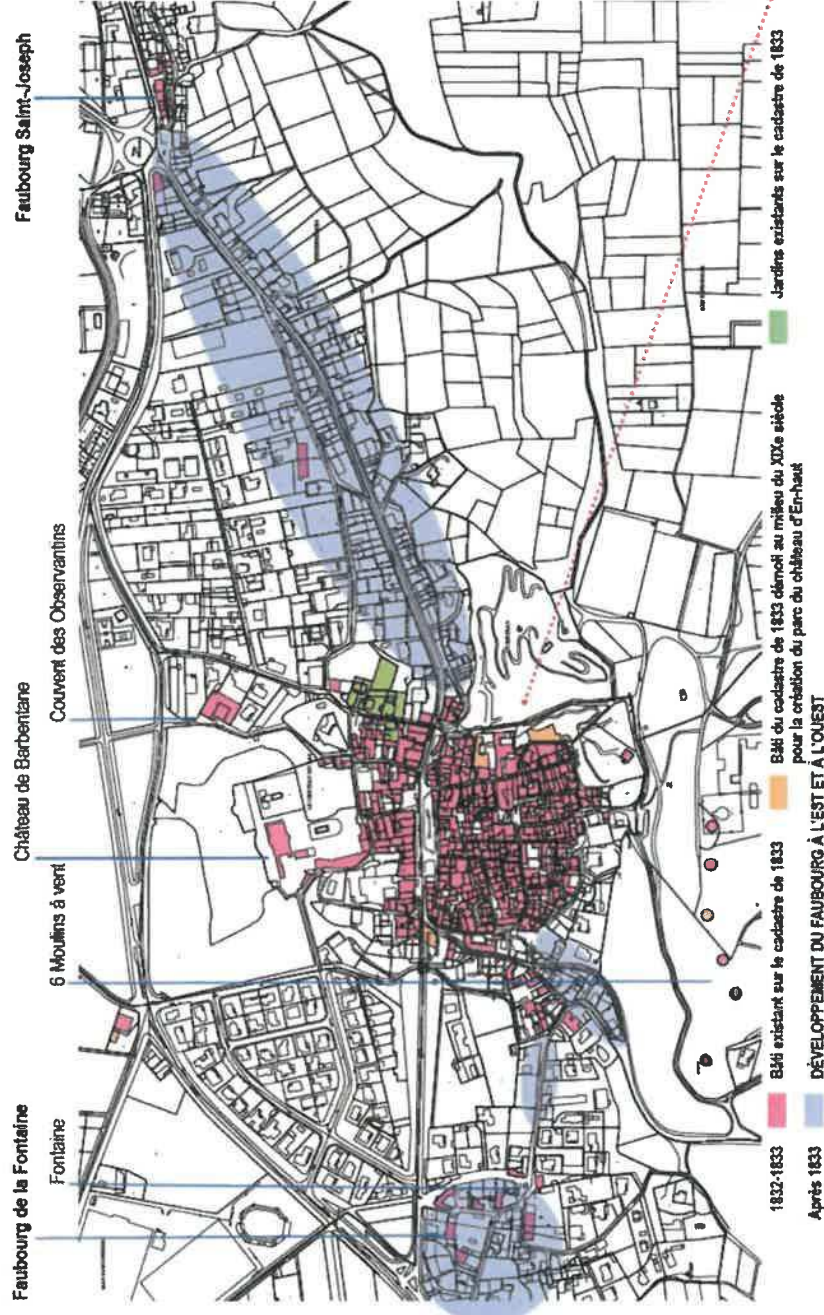 Faubourg de la Fontaine
Fontaine
6 Moulins à vent
Château de Barbentane
Couvent des Observantins
Faubourg Saint-Joseph
1832-1833
Bâti existant sur le cadastre de 1833
Bâti du cadastre de 1833 démoli au milieu du XIXe siècle
pour la création du parc du château d'En-haut
Jardins existants sur le cadastre de 1833
Après 1833
DÉVELOPPEMENT DU FAUBOURG À L'EST ET À L'OUEST